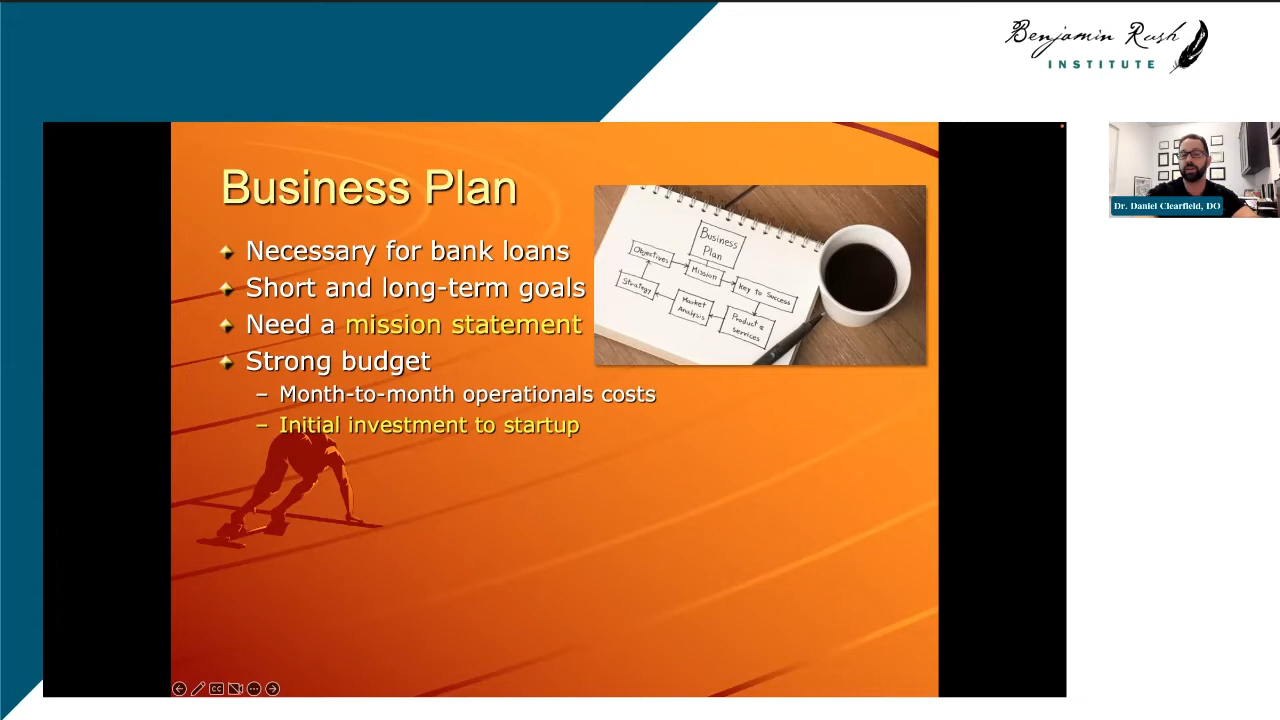 Benjamin Rush
INSTITUTE
Business Plan
Necessary for bank loans
Short and long-term goals
Need a mission statement
Strong budget
– Month-to-month operationals costs
– Initial investment to startup
Business
Plan
Objectives
Mission
Key to Success
Strategy
Market
Analysis
Product &
services
Dr. Daniel Clearfield, DO
CC